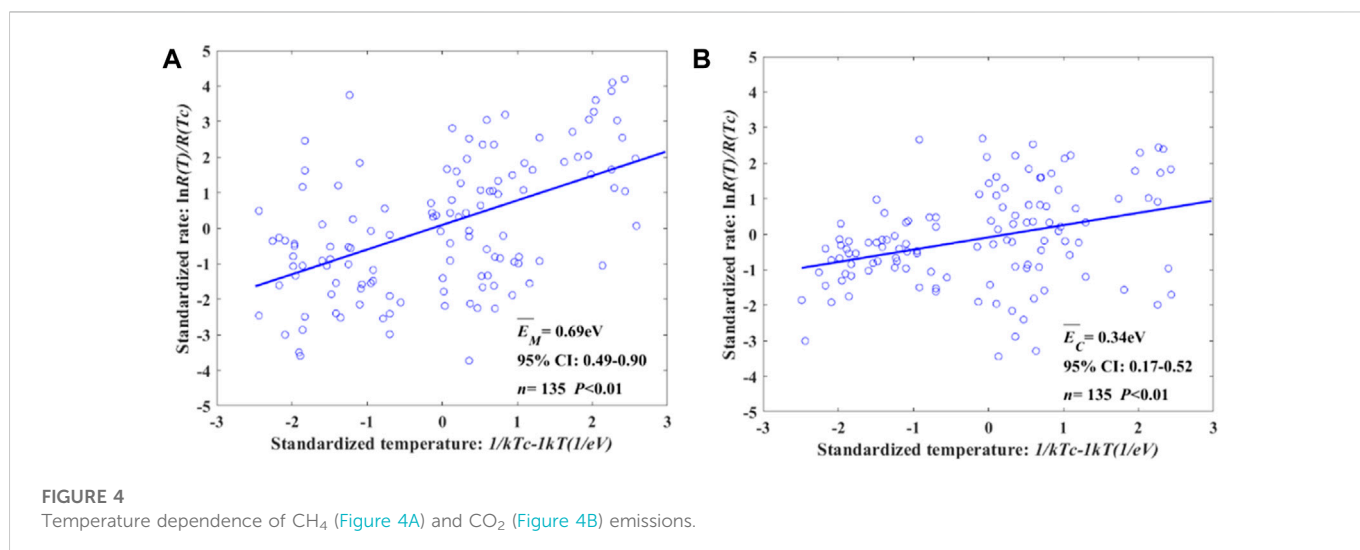 A
5
4
3
2
1
0
-1
-2
-3
-4
-5
Standardized rate: lnR(T)/R(Tc)
E̅_M= 0.69eV
95% CI: 0.49-0.90
n= 135 P<0.01
-3 -2 -1 0 1 2 3
Standardized temperature: 1/kTc-1kT(1/eV)
B
5
4
3
2
1
0
-1
-2
-3
-4
-5
Standardized rate: lnR(T)/R(Tc)
E̅_C= 0.34eV
95% CI: 0.17-0.52
n= 135 P<0.01
-3 -2 -1 0 1 2 3
Standardized temperature: 1/kTc-1kT(1/eV)
FIGURE 4
Temperature dependence of CH₄ (Figure 4A) and CO₂ (Figure 4B) emissions.